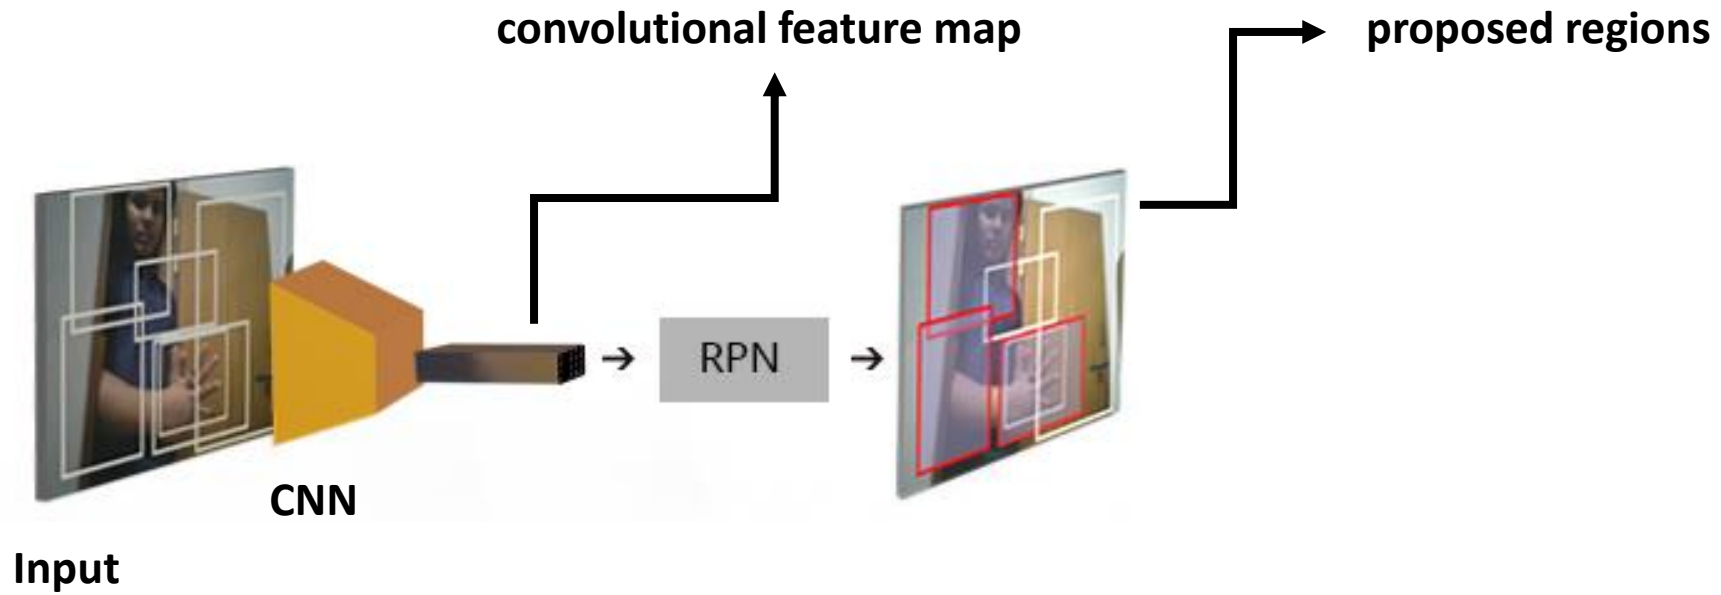 convolutional feature map
proposed regions
RPN
CNN
Input